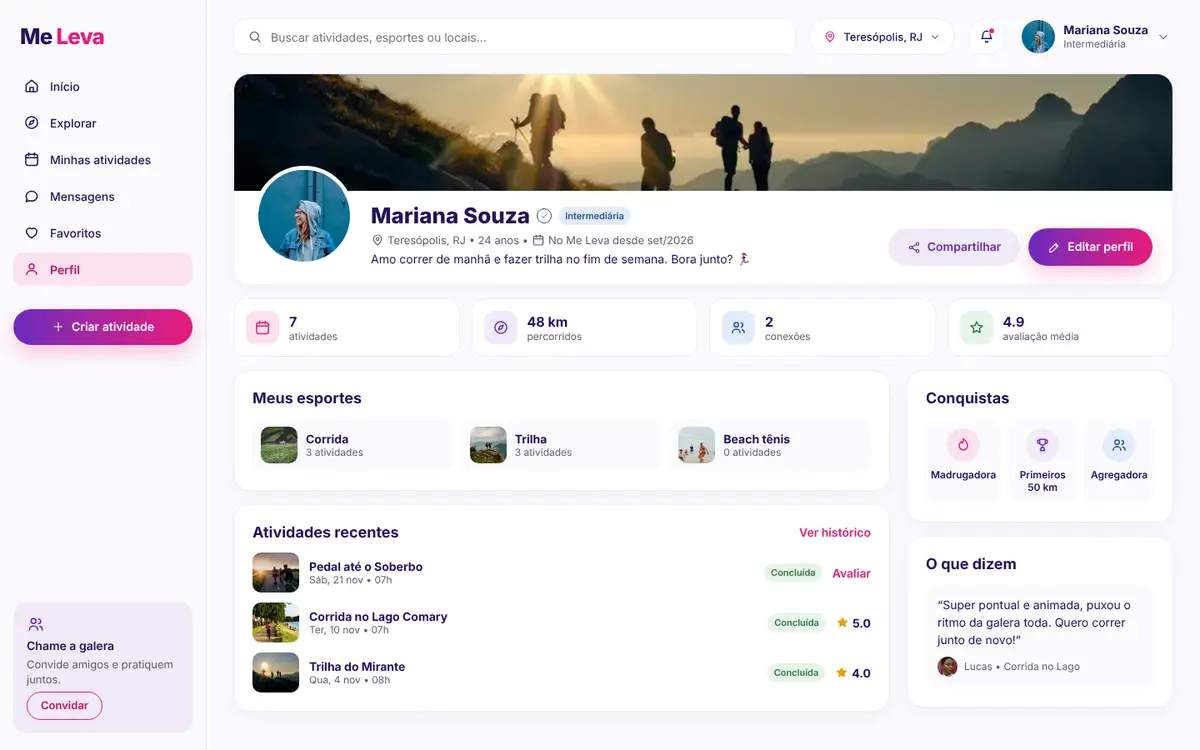 Me Leva
Buscar atividades, esportes ou locais...
Teresópolis, RJ
Mariana Souza
Intermediária
Início
Explorar
Minhas atividades
Mensagens
Favoritos
Perfil
+ Criar atividade
Chame a galera
Convide amigos e pratiquem
juntos.
Convidar
Mariana Souza
Intermediária
Teresópolis, RJ • 24 anos • No Me Leva desde set/2026
Amo correr de manhã e fazer trilha no fim de semana. Bora junto? 🏃‍♀️
Compartilhar
Editar perfil
7
atividades
48 km
percorridos
2
conexões
4.9
avaliação média
Meus esportes
Corrida
3 atividades
Trilha
3 atividades
Beach tênis
0 atividades
Atividades recentes
Ver histórico
Pedal até o Soberbo
Sáb, 21 nov • 07h
Concluída
Avaliar
Corrida no Lago Comary
Ter, 10 nov • 07h
Concluída
5.0
Trilha do Mirante
Qua, 4 nov • 08h
Concluída
4.0
Conquistas
Madrugadora
Primeiros
50 km
Agregadora
O que dizem
“Super pontual e animada, puxou o
ritmo da galera toda. Quero correr
junto de novo!”
Lucas • Corrida no Lago